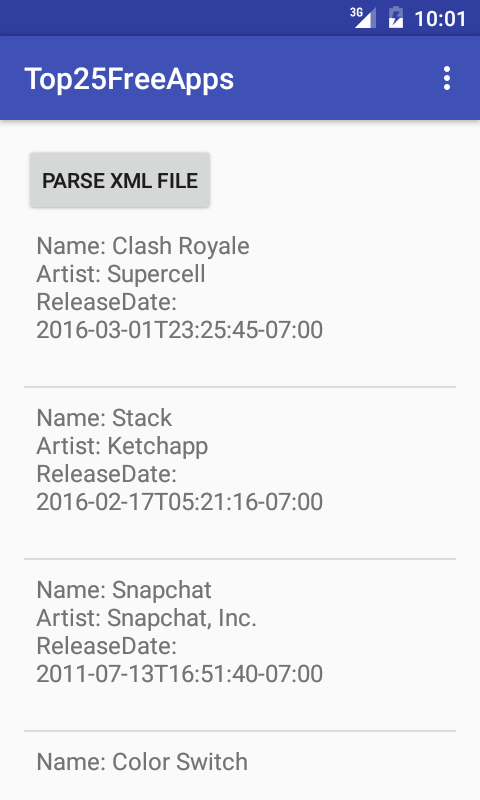 3G 10:01
Top25FreeApps
PARSE XML FILE
Name: Clash Royale
Artist: Supercell
ReleaseDate:
2016-03-01T23:25:45-07:00
Name: Stack
Artist: Ketchapp
ReleaseDate:
2016-02-17T05:21:16-07:00
Name: Snapchat
Artist: Snapchat, Inc.
ReleaseDate:
2011-07-13T16:51:40-07:00
Name: Color Switch